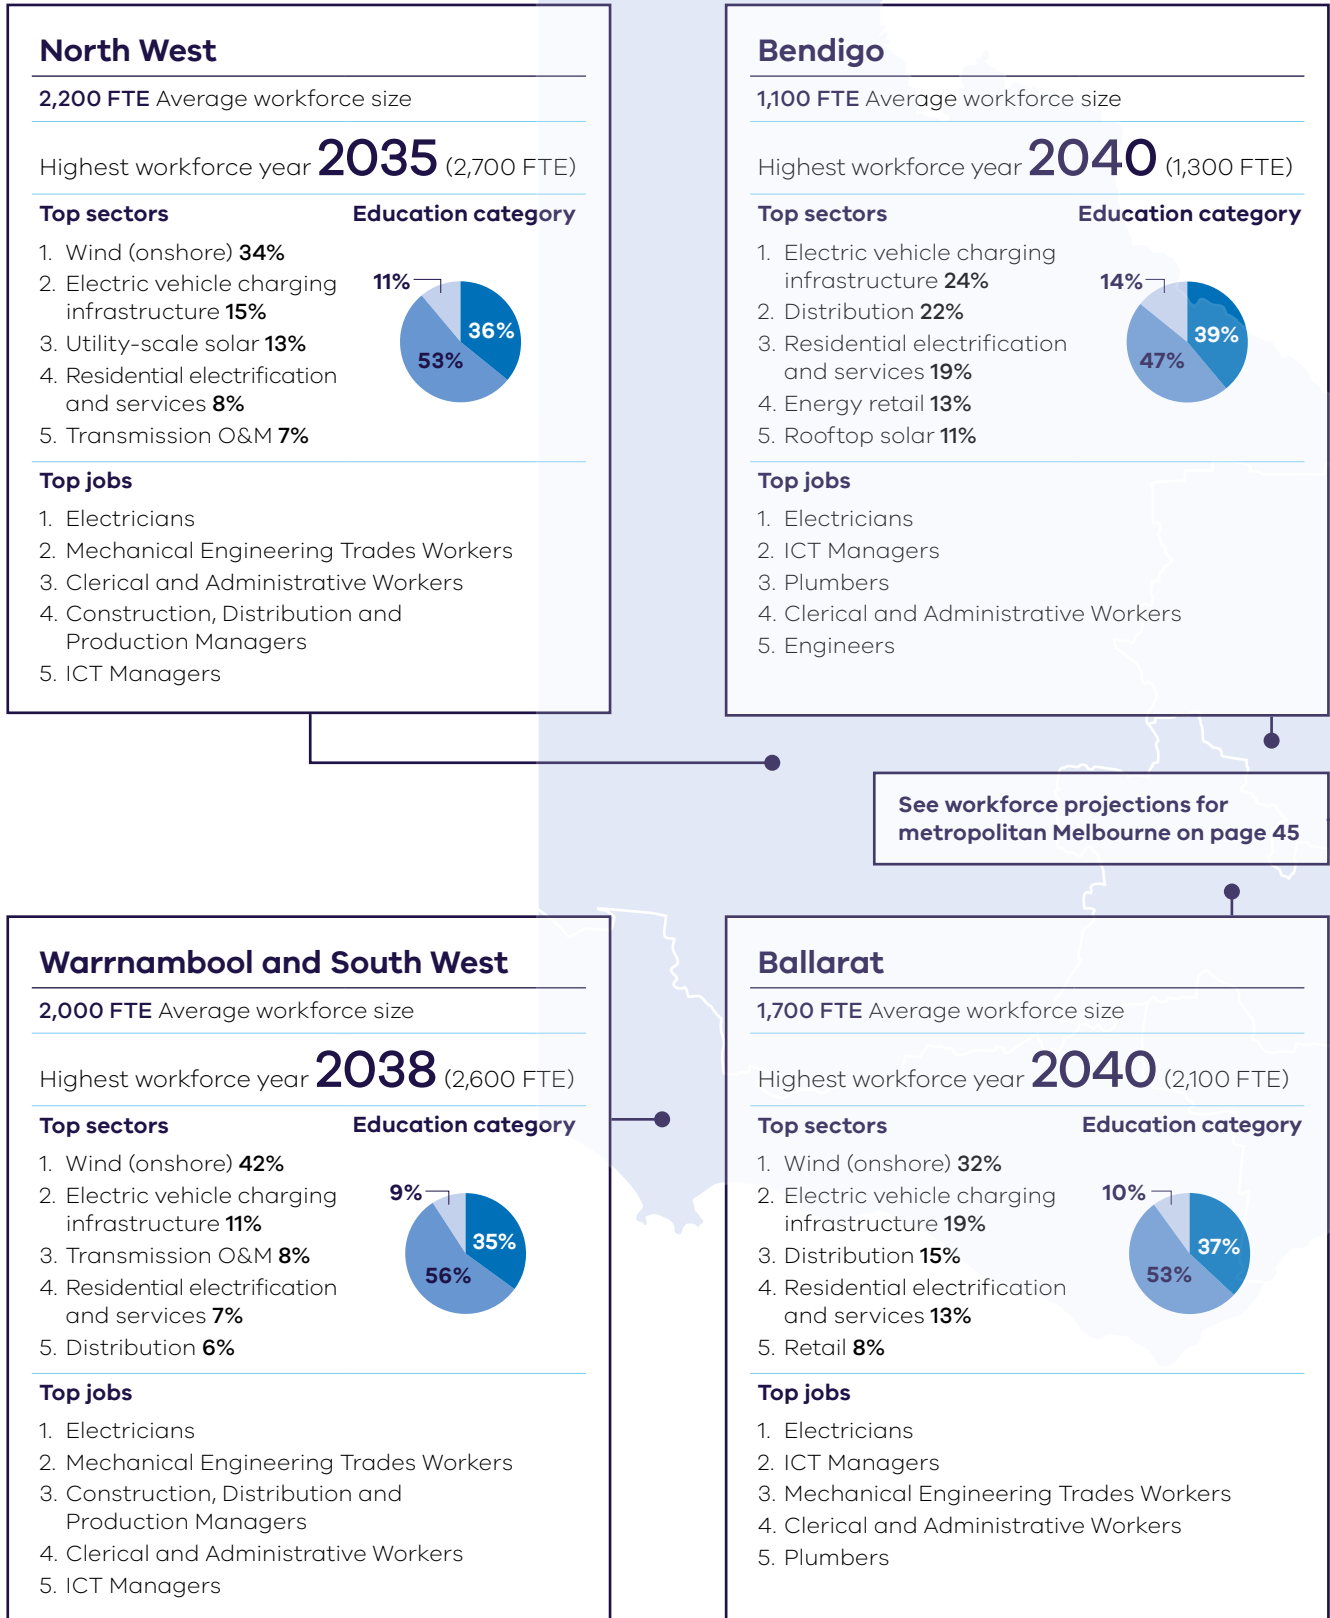 North West
2,200 FTE Average workforce size
Highest workforce year 2035 (2,700 FTE)
Top sectors
1. Wind (onshore) 34%
2. Electric vehicle charging
infrastructure 15%
3. Utility-scale solar 13%
4. Residential electrification
and services 8%
5. Transmission O&M 7%
Education category
11%
36%
53%
Top jobs
1. Electricians
2. Mechanical Engineering Trades Workers
3. Clerical and Administrative Workers
4. Construction, Distribution and
Production Managers
5. ICT Managers
Bendigo
1,100 FTE Average workforce size
Highest workforce year 2040 (1,300 FTE)
Top sectors
1. Electric vehicle charging
infrastructure 24%
2. Distribution 22%
3. Residential electrification
and services 19%
4. Energy retail 13%
5. Rooftop solar 11%
Education category
14%
39%
47%
Top jobs
1. Electricians
2. ICT Managers
3. Plumbers
4. Clerical and Administrative Workers
5. Engineers
See workforce projections for
metropolitan Melbourne on page 45
Warrnambool and South West
2,000 FTE Average workforce size
Highest workforce year 2038 (2,600 FTE)
Top sectors
1. Wind (onshore) 42%
2. Electric vehicle charging
infrastructure 11%
3. Transmission O&M 8%
4. Residential electrification
and services 7%
5. Distribution 6%
Education category
9%
35%
56%
Top jobs
1. Electricians
2. Mechanical Engineering Trades Workers
3. Construction, Distribution and
Production Managers
4. Clerical and Administrative Workers
5. ICT Managers
Ballarat
1,700 FTE Average workforce size
Highest workforce year 2040 (2,100 FTE)
Top sectors
1. Wind (onshore) 32%
2. Electric vehicle charging
infrastructure 19%
3. Distribution 15%
4. Residential electrification
and services 13%
5. Retail 8%
Education category
10%
37%
53%
Top jobs
1. Electricians
2. ICT Managers
3. Mechanical Engineering Trades Workers
4. Clerical and Administrative Workers
5. Plumbers